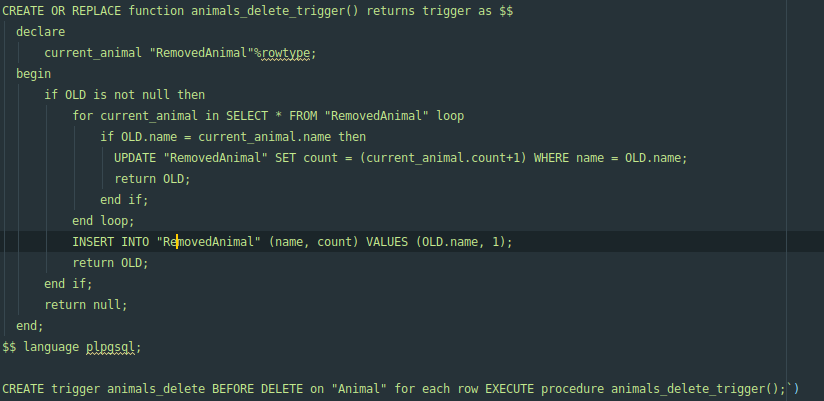 CREATE OR REPLACE function animals_delete_trigger() returns trigger as $$
declare
current_animal "RemovedAnimal"%rowtype;
begin
if OLD is not null then
for current_animal in SELECT * FROM "RemovedAnimal" loop
if OLD.name = current_animal.name then
UPDATE "RemovedAnimal" SET count = (current_animal.count+1) WHERE name = OLD.name;
return OLD;
end if;
end loop;
INSERT INTO "RemovedAnimal" (name, count) VALUES (OLD.name, 1);
return OLD;
end if;
return null;
end;
$$ language plpgsql;
CREATE trigger animals_delete BEFORE DELETE on "Animal" for each row EXECUTE procedure animals_delete_trigger();`)